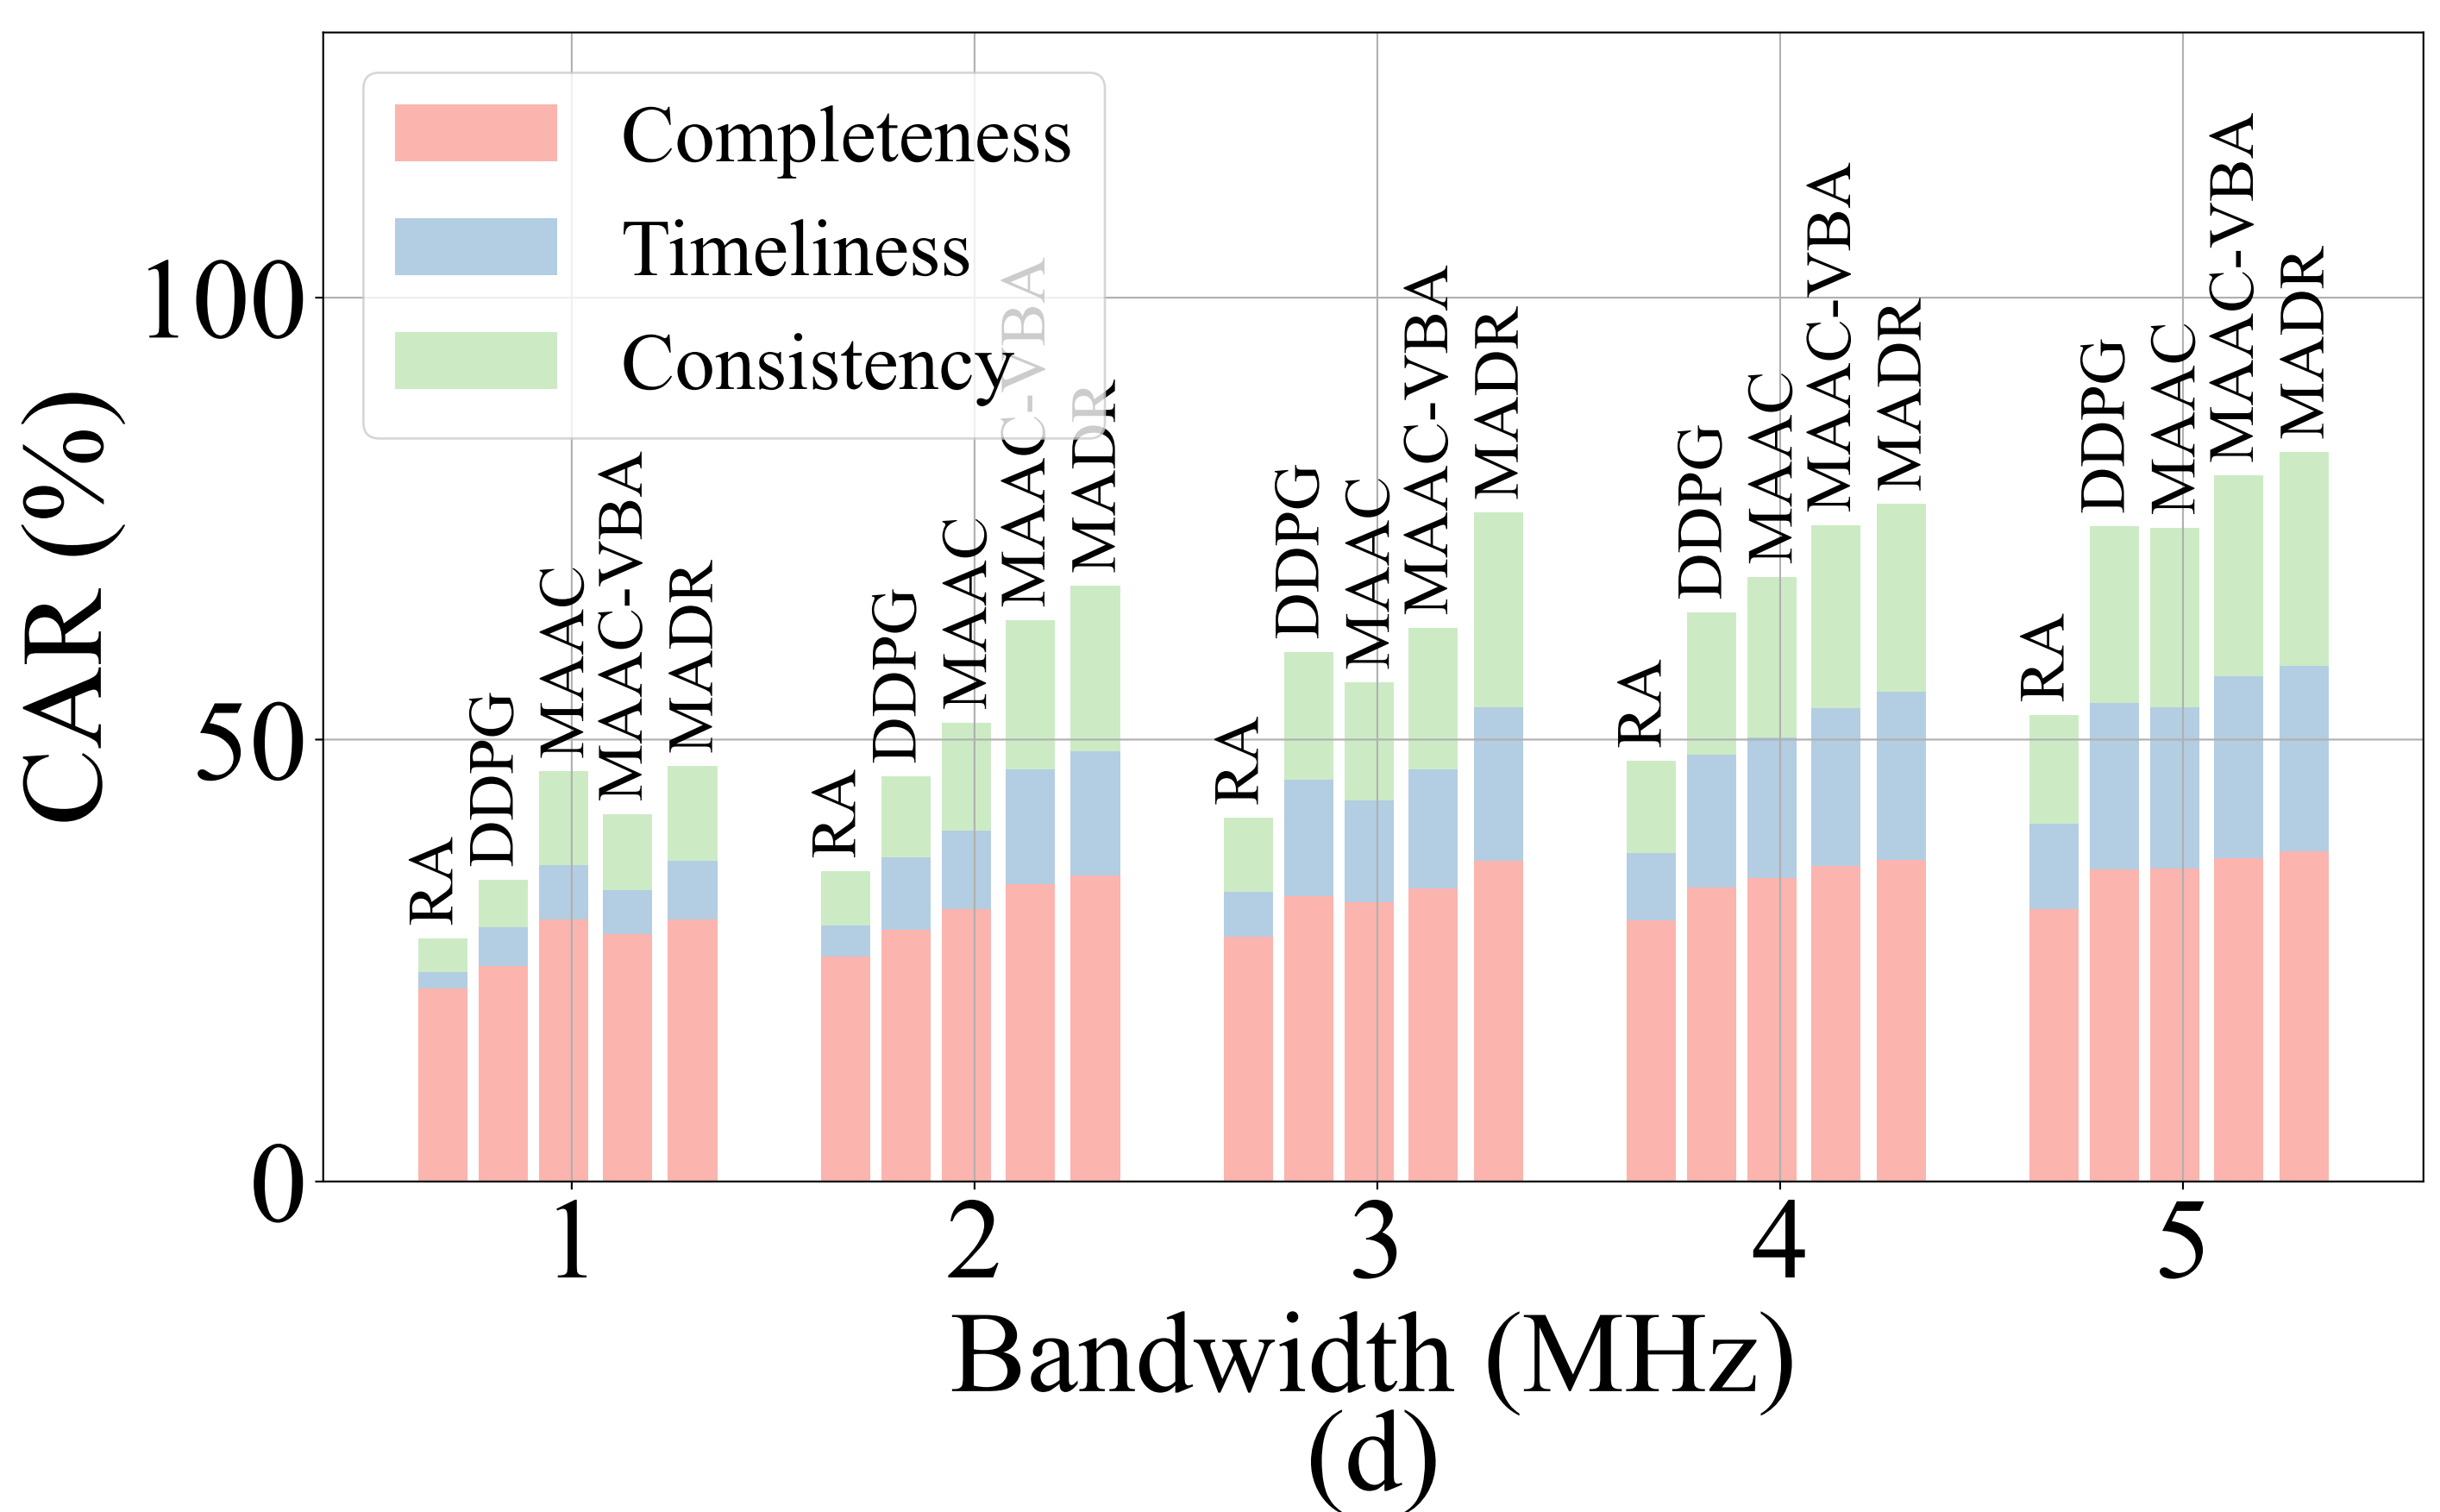 Completeness
Timeliness
Consistency
CAR (%)
100
50
0
RA
DDPG
MAAC
MAAC-VBA
MADR
RA
DDPG
MAAC
MAAC-VBA
MADR
RA
DDPG
MAAC
MAAC-VBA
MADR
RA
DDPG
MAAC
MAAC-VBA
MADR
RA
DDPG
MAAC
MAAC-VBA
MADR
1 2 3 4 5
Bandwidth (MHz)
(d)